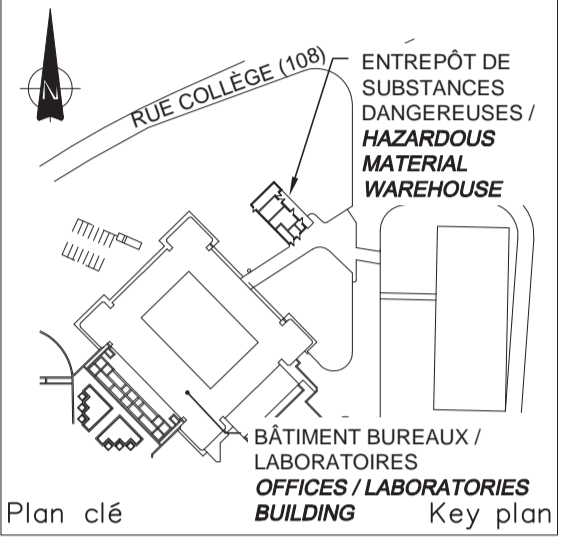 N
RUE COLLÈGE (108)
ENTREPÔT DE
SUBSTANCES
DANGEREUSES /
HAZARDOUS
MATERIAL
WAREHOUSE
BÂTIMENT BUREAUX /
LABORATOIRES
OFFICES / LABORATORIES
BUILDING
Plan clé
Key plan